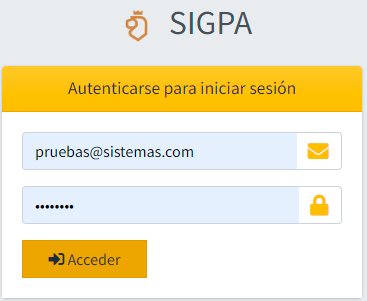 SIGPA
Autenticarse para iniciar sesión
pruebas@sistemas.com
••••••••
Acceder